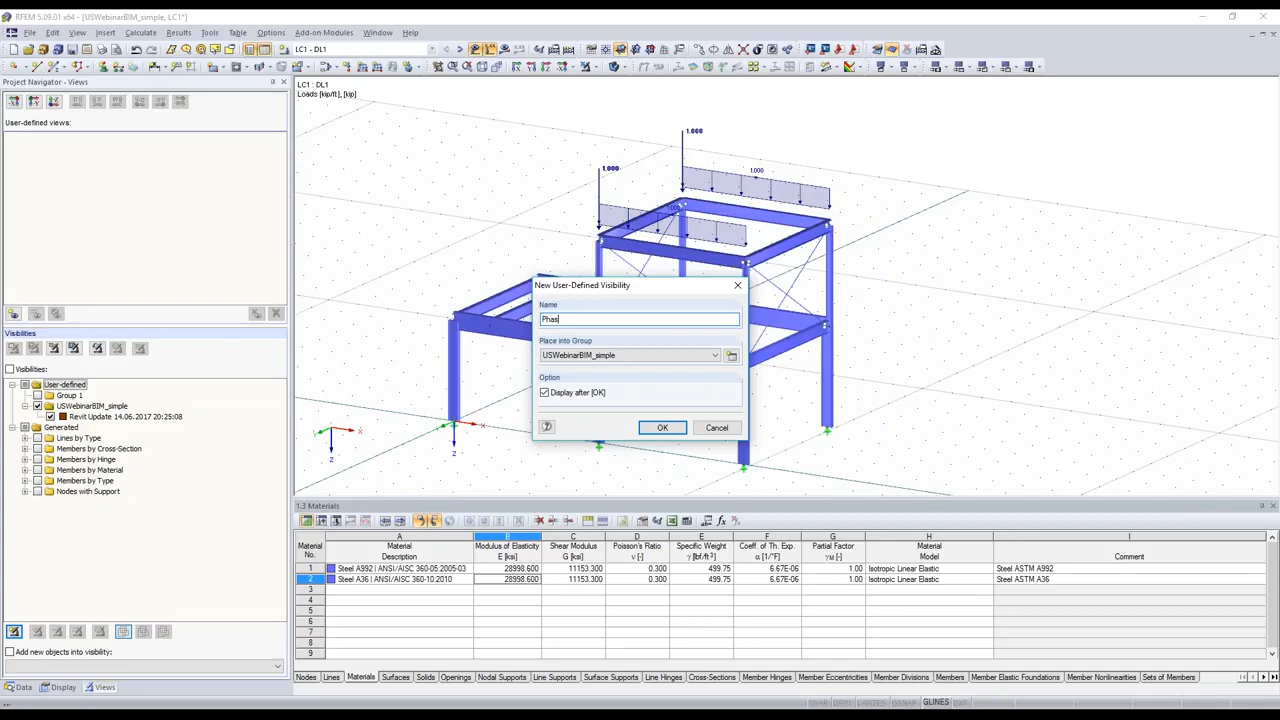 RFEM 5.09.01 x64 - [USWebinarBIM_simple, LC1*]
File Edit View Insert Calculate Results Tools Table Options Add-on Modules Window Help
LC1 - DL1
Project Navigator - Views
User-defined views:
Visibilities
Visibilities:
User-defined
Group 1
USWebinarBIM_simple
Revit Update 14.06.2017 20:25:08
Generated
Lines by Type
Members by Cross-Section
Members by Hinge
Members by Material
Members by Type
Nodes with Support
Add new objects into visibility:
Data Display Views
LC1 : DL1
Loads [kip/ft], [kip]
1.000
1.000
1.000
1.000
X
Y
Z
X
Z
New User-Defined Visibility
Name
Phas
Place into Group
USWebinarBIM_simple
Option
Display after [OK]
OK Cancel
1.3 Materials
A B C D E F G H I
Material Material Modulus of Elasticity Shear Modulus Poisson's Ratio Specific Weight Coeff. of Th. Exp. Partial Factor Material
No. Description E [ksi] G [ksi] ν [-] γ [lbf/ft³] α [1/°F] γM [-] Model Comment
1 Steel A992 | ANSI/AISC 360-05:2005-03 28998.600 11153.300 0.300 499.75 6.67E-06 1.00 Isotropic Linear Elastic Steel ASTM A992
2 Steel A36 | ANSI/AISC 360-10:2010 28998.600 11153.300 0.300 499.75 6.67E-06 1.00 Isotropic Linear Elastic Steel ASTM A36
3
4
5
6
7
8
9
Nodes Lines Materials Surfaces Solids Openings Nodal Supports Line Supports Surface Supports Line Hinges Cross-Sections Member Hinges Member Eccentricities Member Divisions Members Member Elastic Foundations Member Nonlinearities Sets of Members
SNAP GRID CARTES OSNAP GLINES DXF